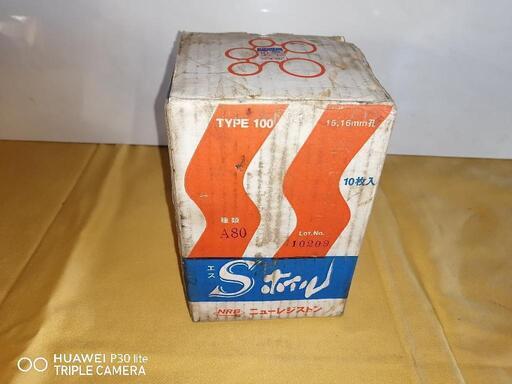 TYPE 100
15,16mm孔
10枚入
種類
A80
Lot.No.
10209
エス
Sホイル
NRS ニューレジストン
HUAWEI P30 lite
TRIPLE CAMERA